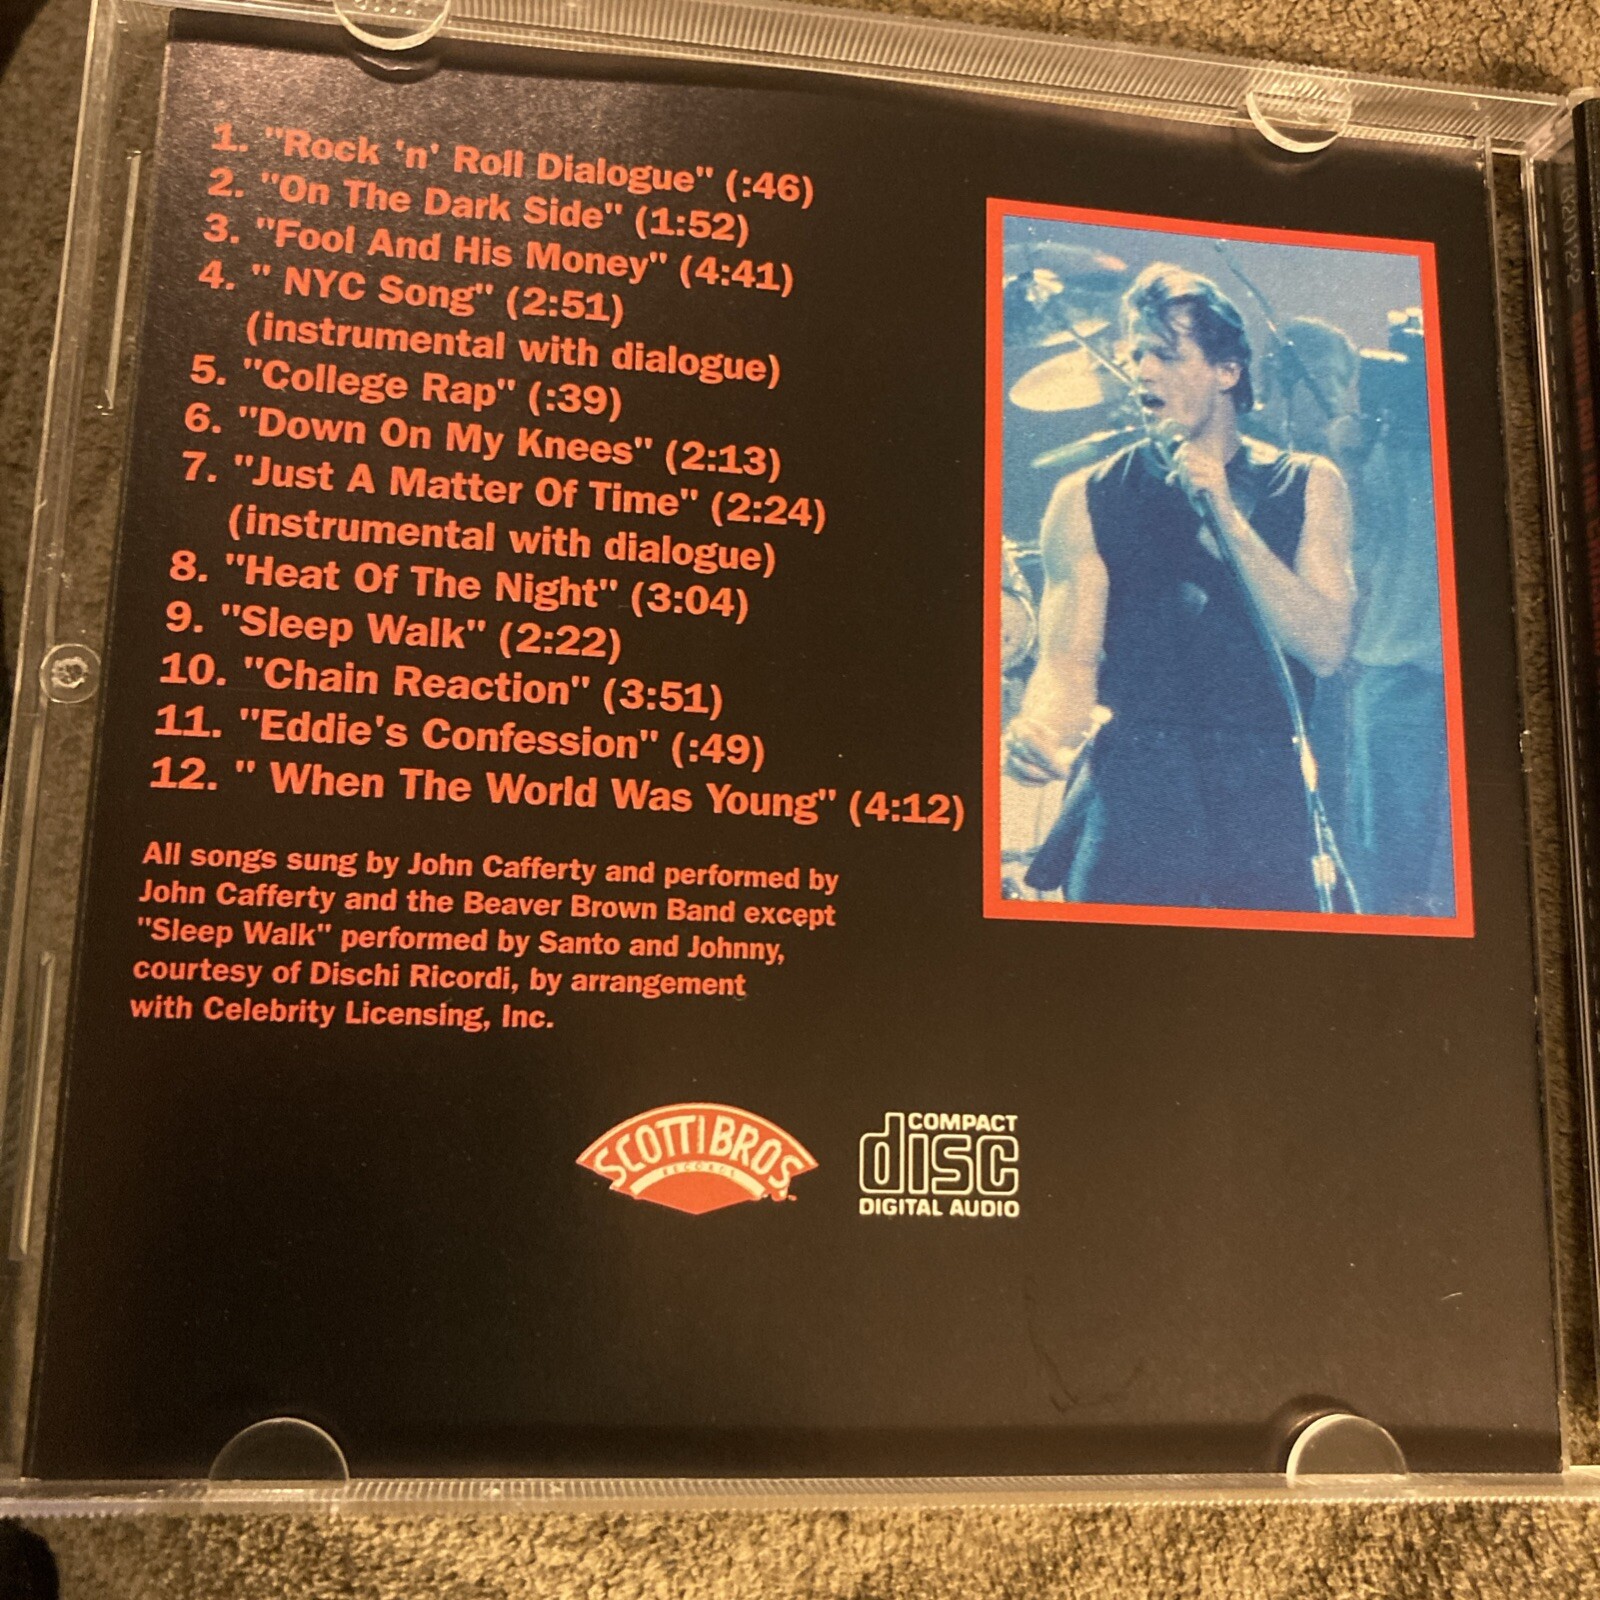 1. "Rock 'n' Roll Dialogue" (:46)
2. "On The Dark Side" (1:52)
3. "Fool And His Money" (4:41)
4. " NYC Song" (2:51)
(instrumental with dialogue)
5. "College Rap" (:39)
6. "Down On My Knees" (2:13)
7. "Just A Matter Of Time" (2:24)
(instrumental with dialogue)
8. "Heat Of The Night" (3:04)
9. "Sleep Walk" (2:22)
10. "Chain Reaction" (3:51)
11. "Eddie's Confession" (:49)
12. " When The World Was Young" (4:12)
All songs sung by John Cafferty and performed by
John Cafferty and the Beaver Brown Band except
"Sleep Walk" performed by Santo and Johnny,
courtesy of Dischi Ricordi, by arrangement
with Celebrity Licensing, Inc.
SCOTTI BROS.
RECORDS
COMPACT
disc
DIGITAL AUDIO